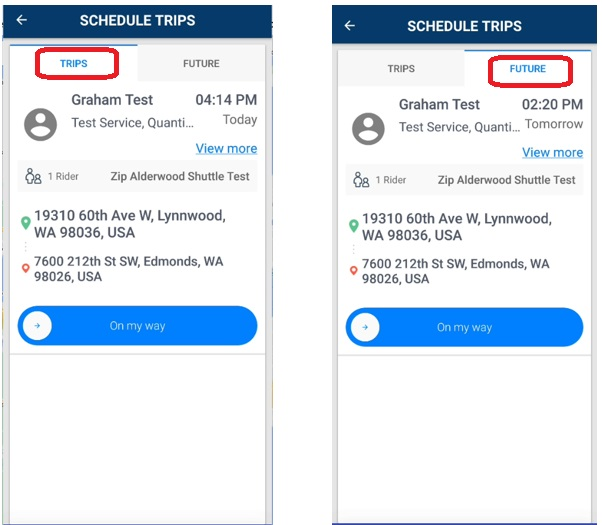 SCHEDULE TRIPS
TRIPS
FUTURE
Graham Test
04:14 PM
Test Service, Quanti...
Today
View more
1 Rider
Zip Alderwood Shuttle Test
19310 60th Ave W, Lynnwood,
WA 98036, USA
7600 212th St SW, Edmonds, WA
98026, USA
On my way
SCHEDULE TRIPS
TRIPS
FUTURE
Graham Test
02:20 PM
Test Service, Quanti...
Tomorrow
View more
1 Rider
Zip Alderwood Shuttle Test
19310 60th Ave W, Lynnwood,
WA 98036, USA
7600 212th St SW, Edmonds, WA
98026, USA
On my way